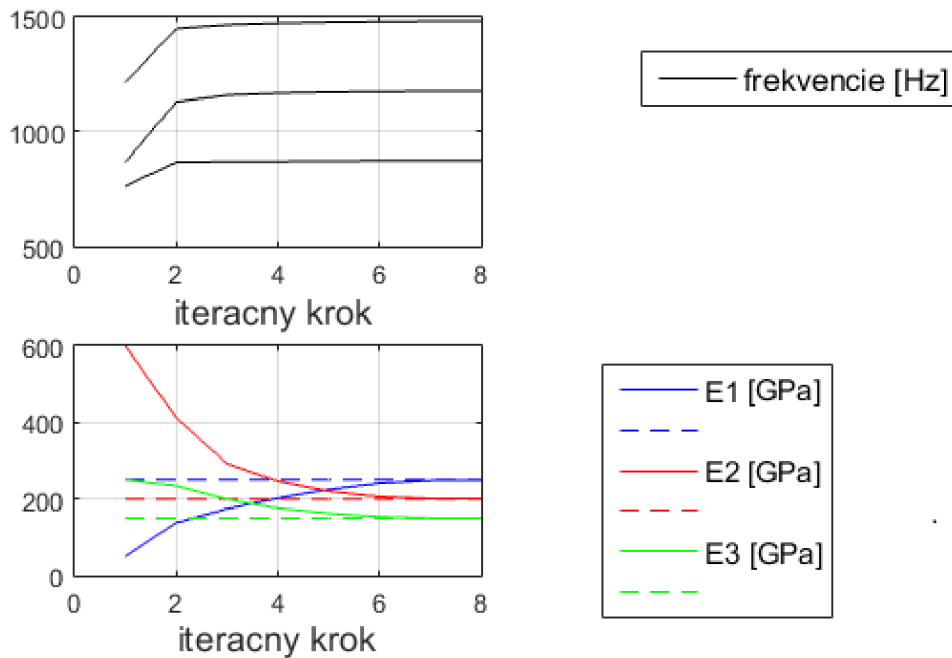 1500
1000
500
0 2 4 6 8
iteracny krok
frekvencie [Hz]
600
400
200
0
0 2 4 6 8
iteracny krok
E1 [GPa]
E2 [GPa]
E3 [GPa]